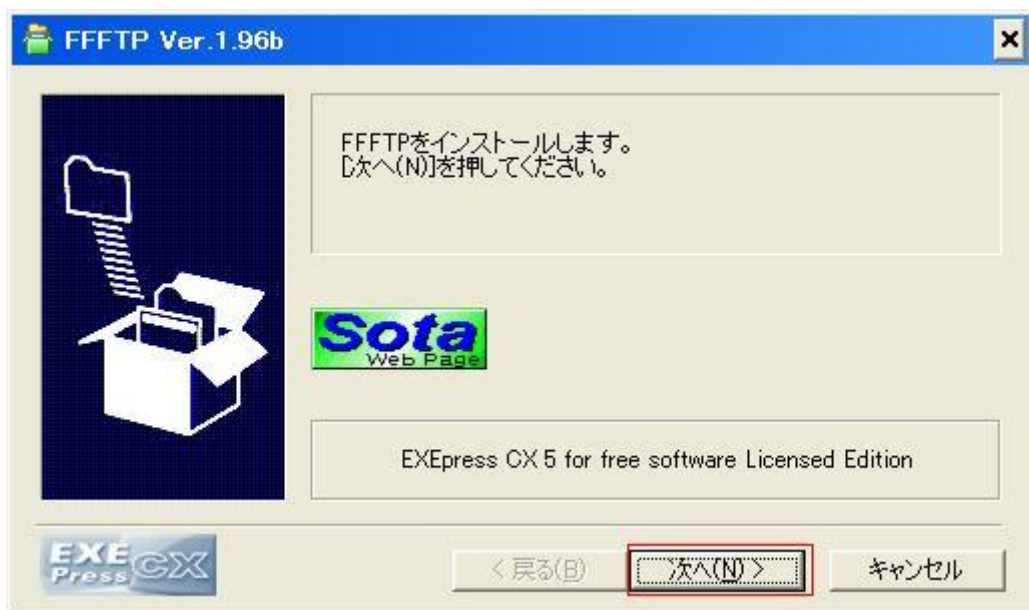 FFFTP Ver.1.96b
FFFTPをインストールします。
[次へ(N)]を押してください。
Sota
Web Page
EXEpress CX 5 for free software Licensed Edition
EXE
Press CX
< 戻る(B)
次へ(N) >
キャンセル